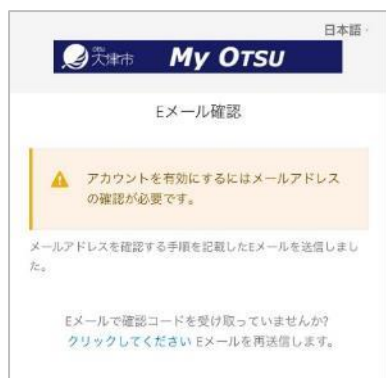 日本語
OTSU
大津市 MY OTSU
Eメール確認
アカウントを有効にするにはメールアドレス
の確認が必要です。
メールアドレスを確認する手順を記載したEメールを送信しまし
た。
Eメールで確認コードを受け取っていませんか?
クリックしてください Eメールを再送信します。